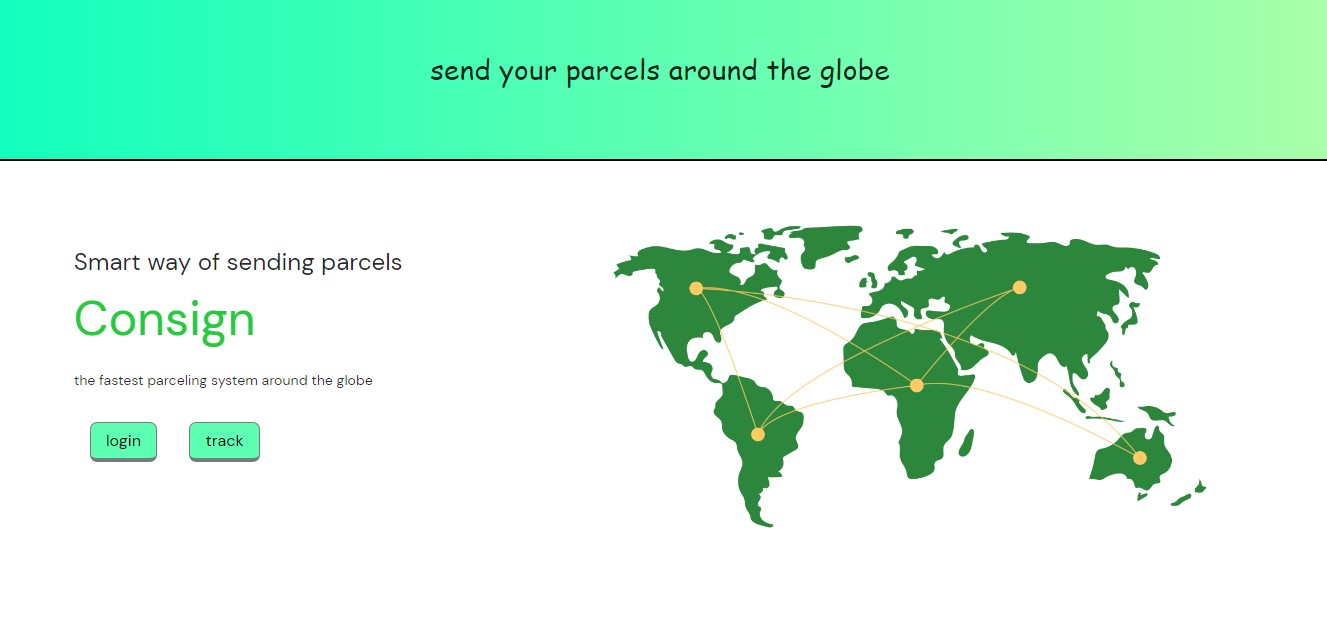 send your parcels around the globe
Smart way of sending parcels
Consign
the fastest parceling system around the globe
login
track